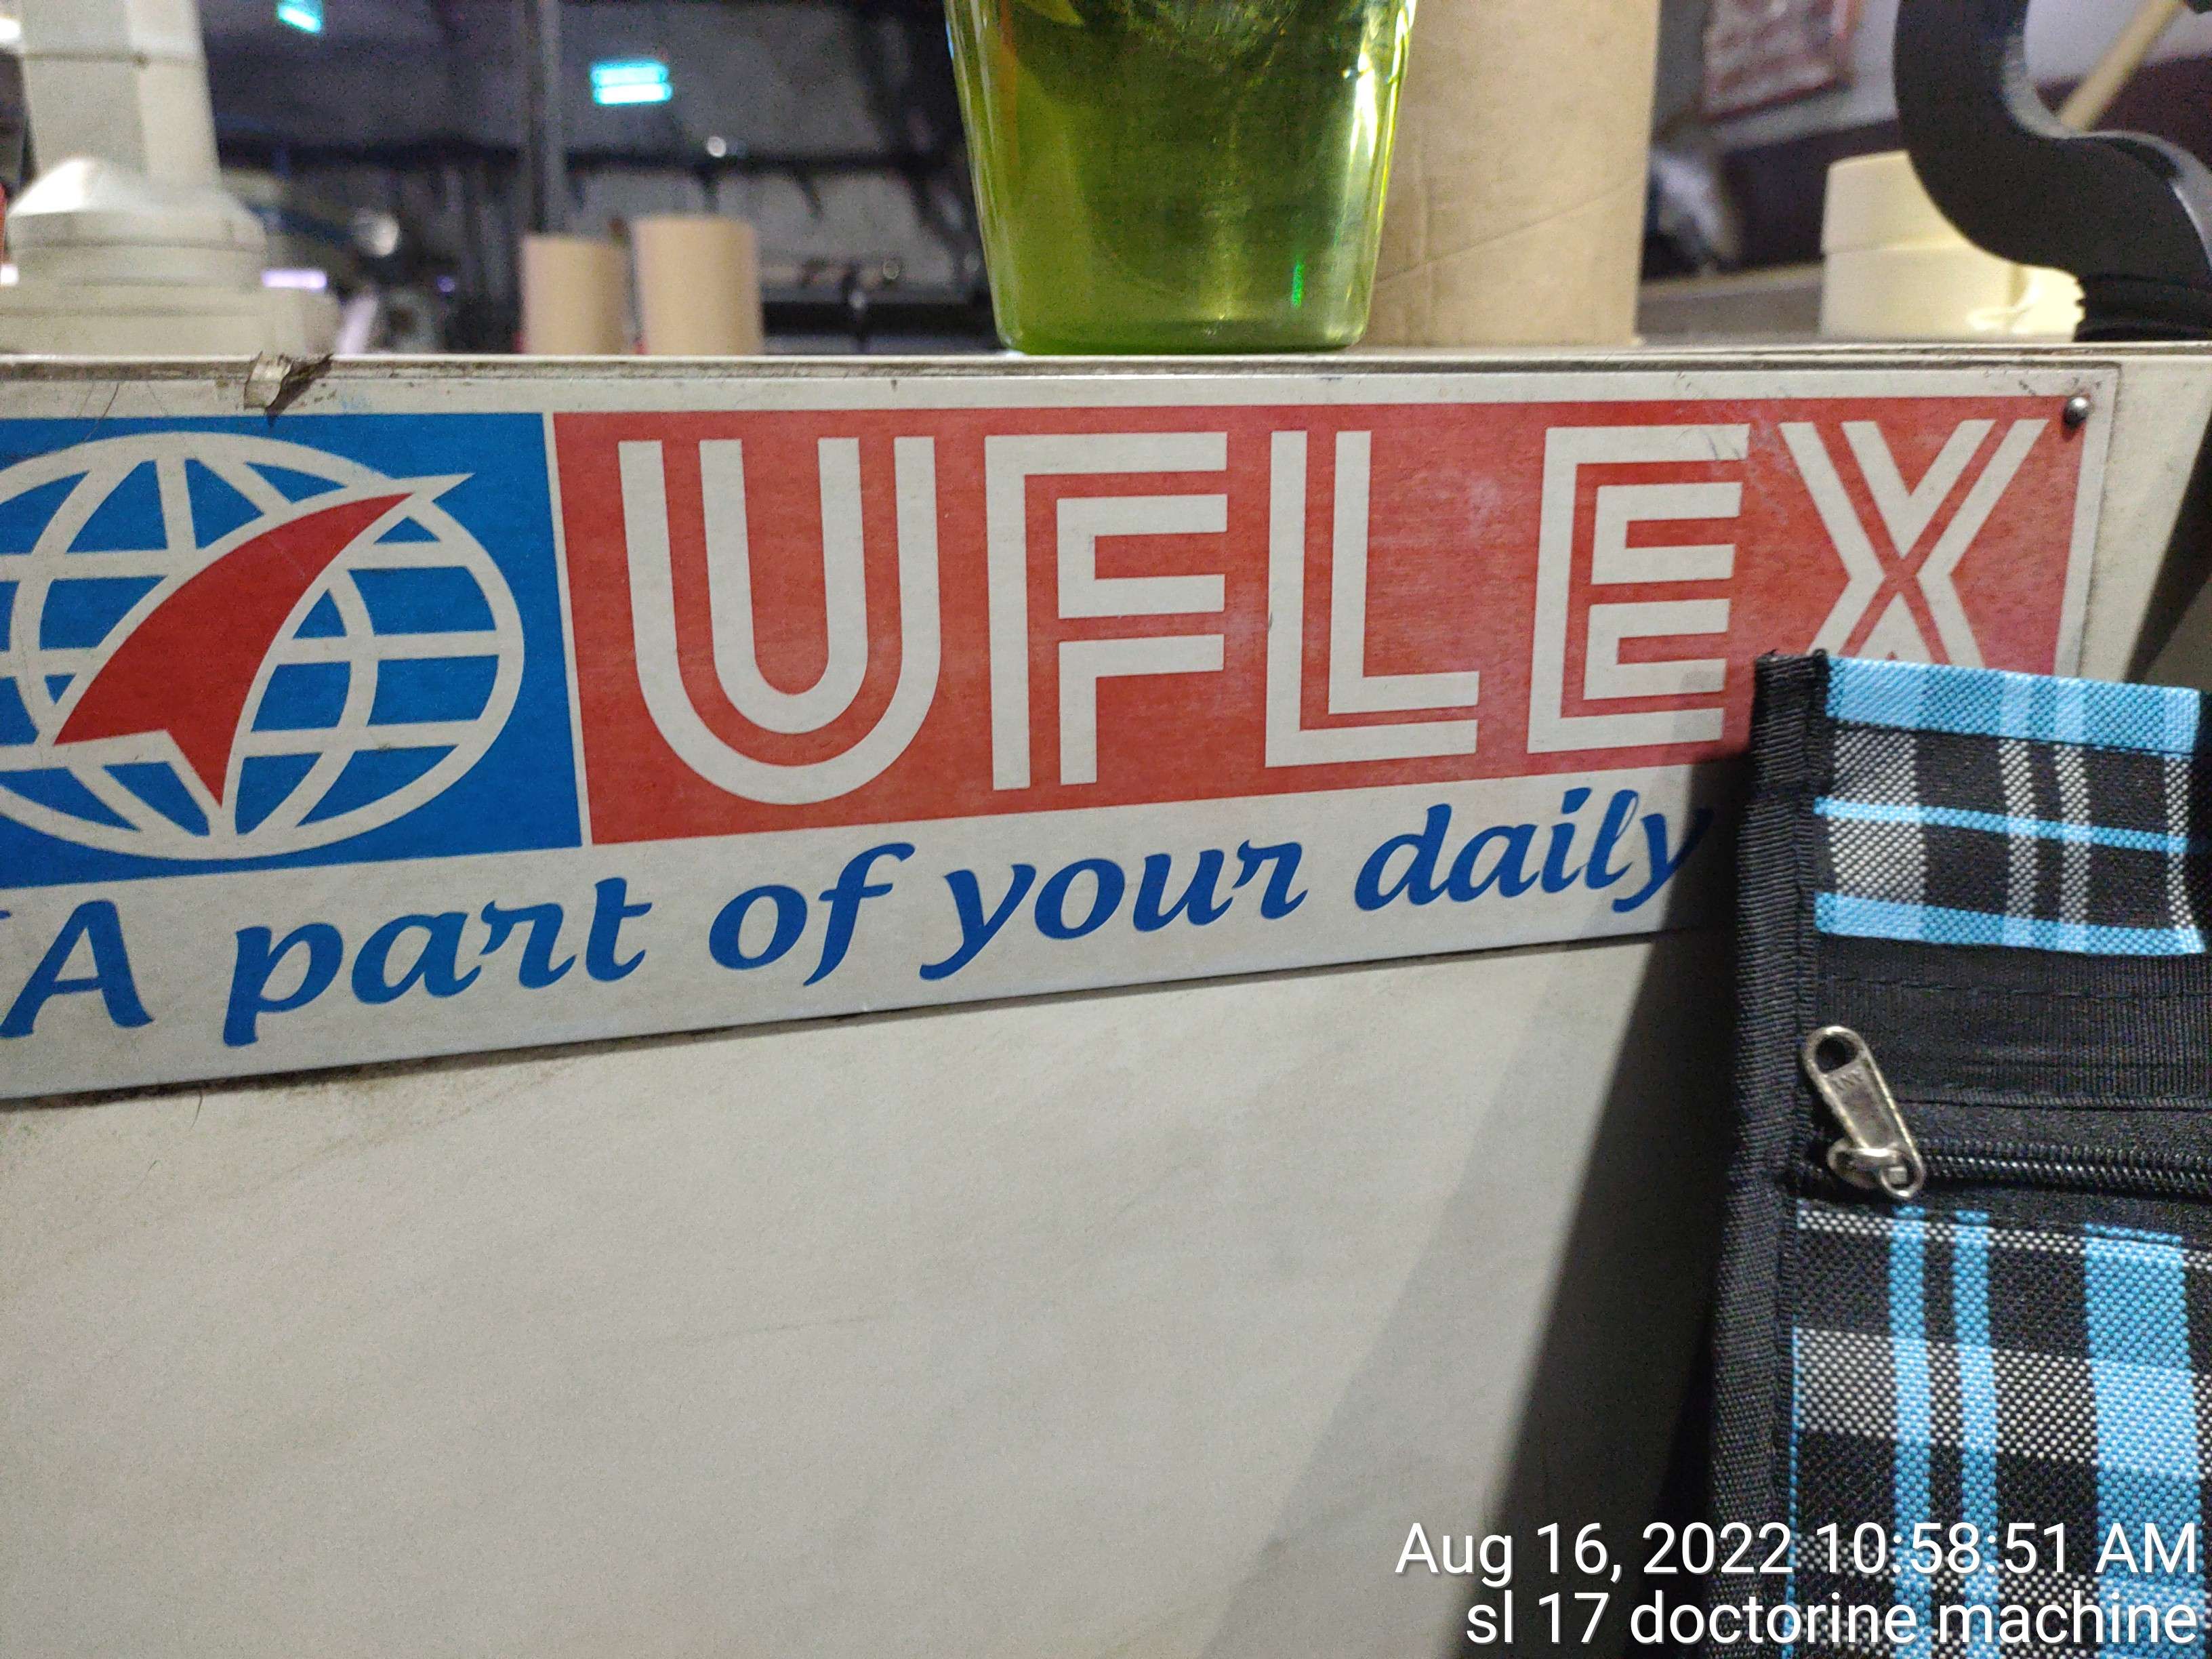 UFLEX
"A part of your daily
Aug 16, 2022 10:58:51 AM
sl 17 doctorine machine